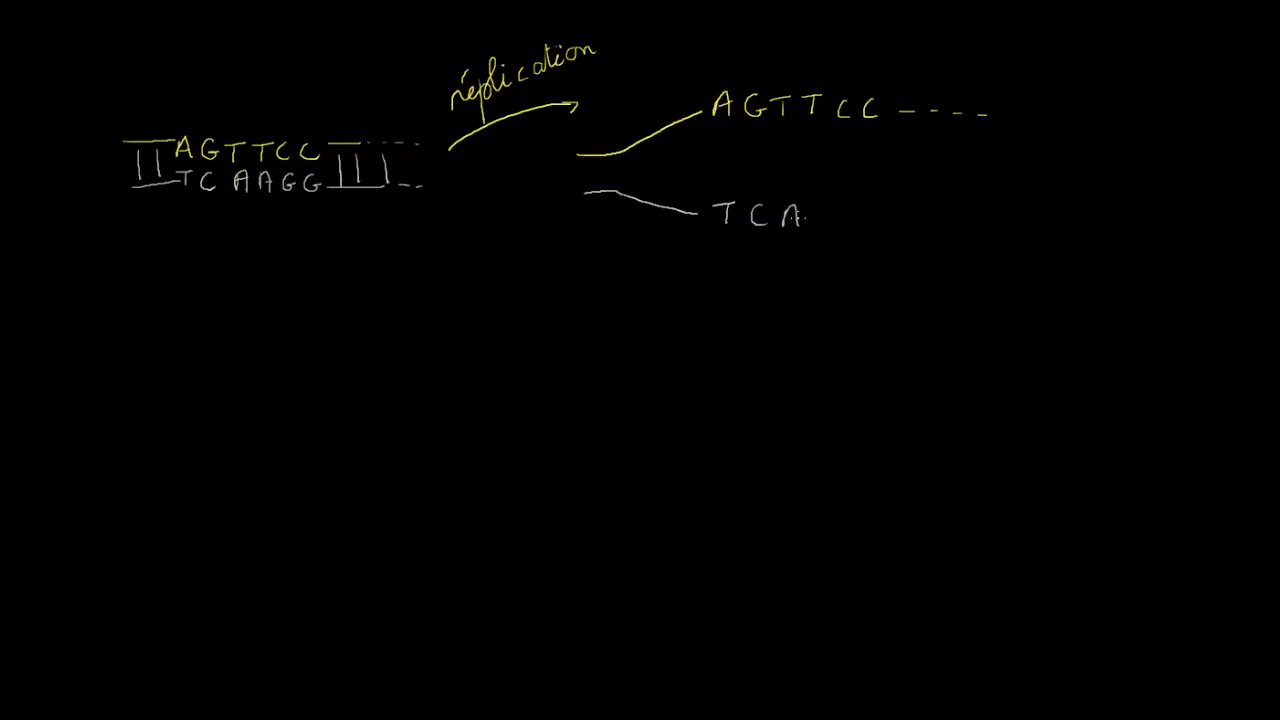 réplication
AGTTCC
TCAAGG
AGTTCC ----
TCA